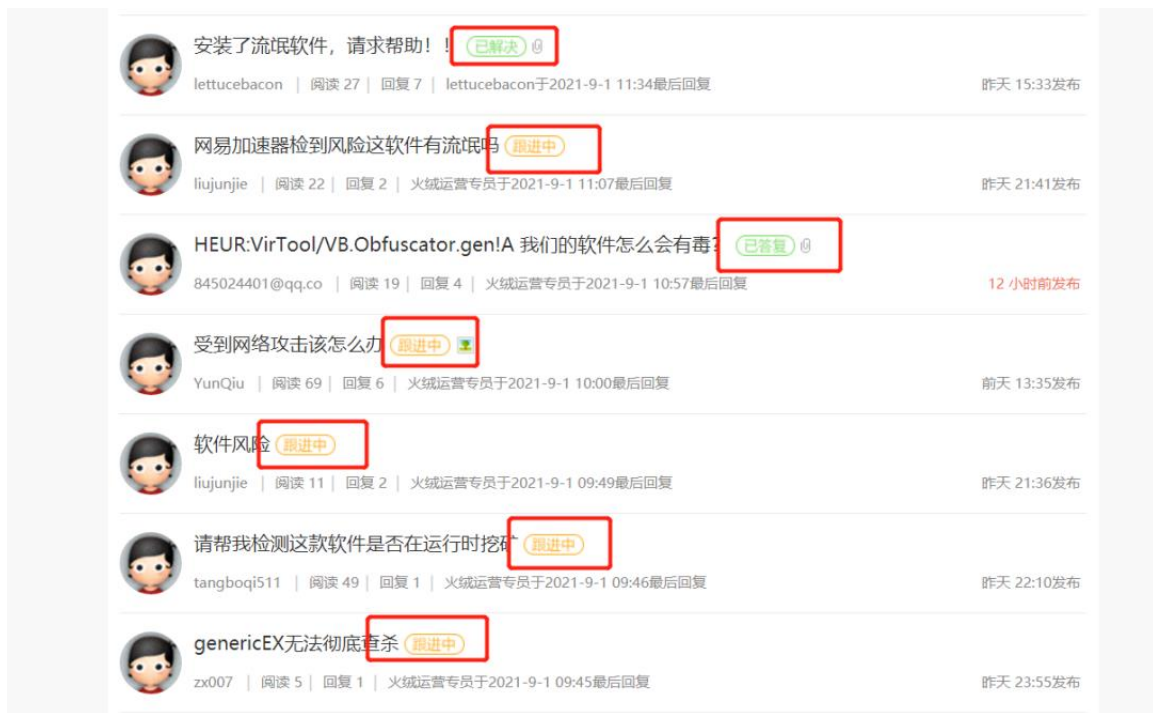 安装了流氓软件，请求帮助！！ 已解决
lettucebacon | 阅读 27 | 回复 7 | lettucebacon于2021-9-1 11:34最后回复 昨天 15:33发布
网易加速器检到风险这软件有流氓吗 跟进中
liujunjie | 阅读 22 | 回复 2 | 火绒运营专员于2021-9-1 11:07最后回复 昨天 21:41发布
HEUR:VirTool/VB.Obfuscator.gen!A 我们的软件怎么会有毒? 已答复
845024401@qq.co | 阅读 19 | 回复 4 | 火绒运营专员于2021-9-1 10:57最后回复 12 小时前发布
受到网络攻击该怎么办 跟进中
YunQiu | 阅读 69 | 回复 6 | 火绒运营专员于2021-9-1 10:00最后回复 前天 13:35发布
软件风险 跟进中
liujunjie | 阅读 11 | 回复 2 | 火绒运营专员于2021-9-1 09:49最后回复 昨天 21:36发布
请帮我检测这款软件是否在运行时挖矿 跟进中
tangboqi511 | 阅读 49 | 回复 1 | 火绒运营专员于2021-9-1 09:46最后回复 昨天 22:10发布
genericEX无法彻底查杀 跟进中
zx007 | 阅读 5 | 回复 1 | 火绒运营专员于2021-9-1 09:45最后回复 昨天 23:55发布